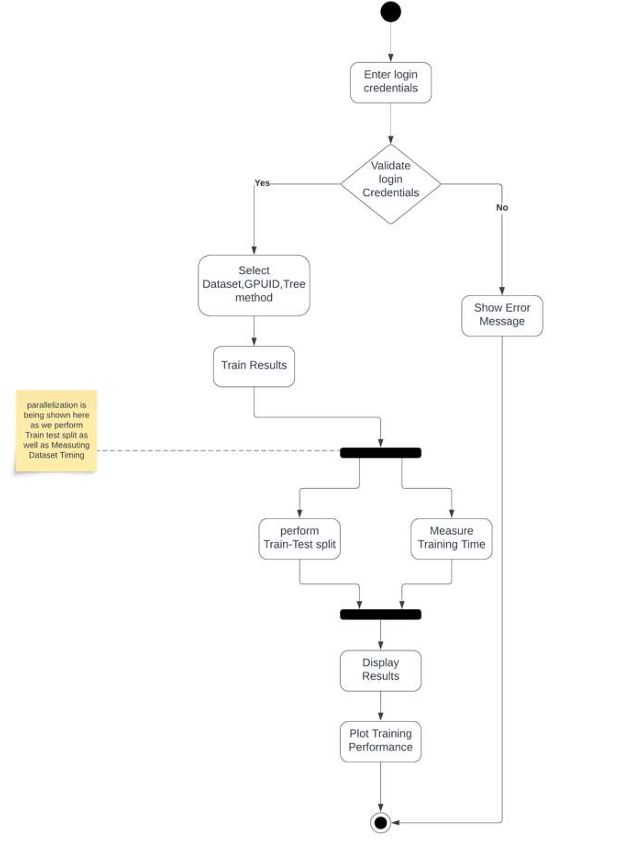 Enter login
credentials
Validate
login
Credentials
Yes
No
Select
Dataset,GPUID,Tree
method
Show Error
Message
Train Results
parallelization is
being shown here
as we perform
Train test split as
well as Measuting
Dataset Timing
perform
Train-Test split
Measure
Training Time
Display
Results
Plot Training
Performance